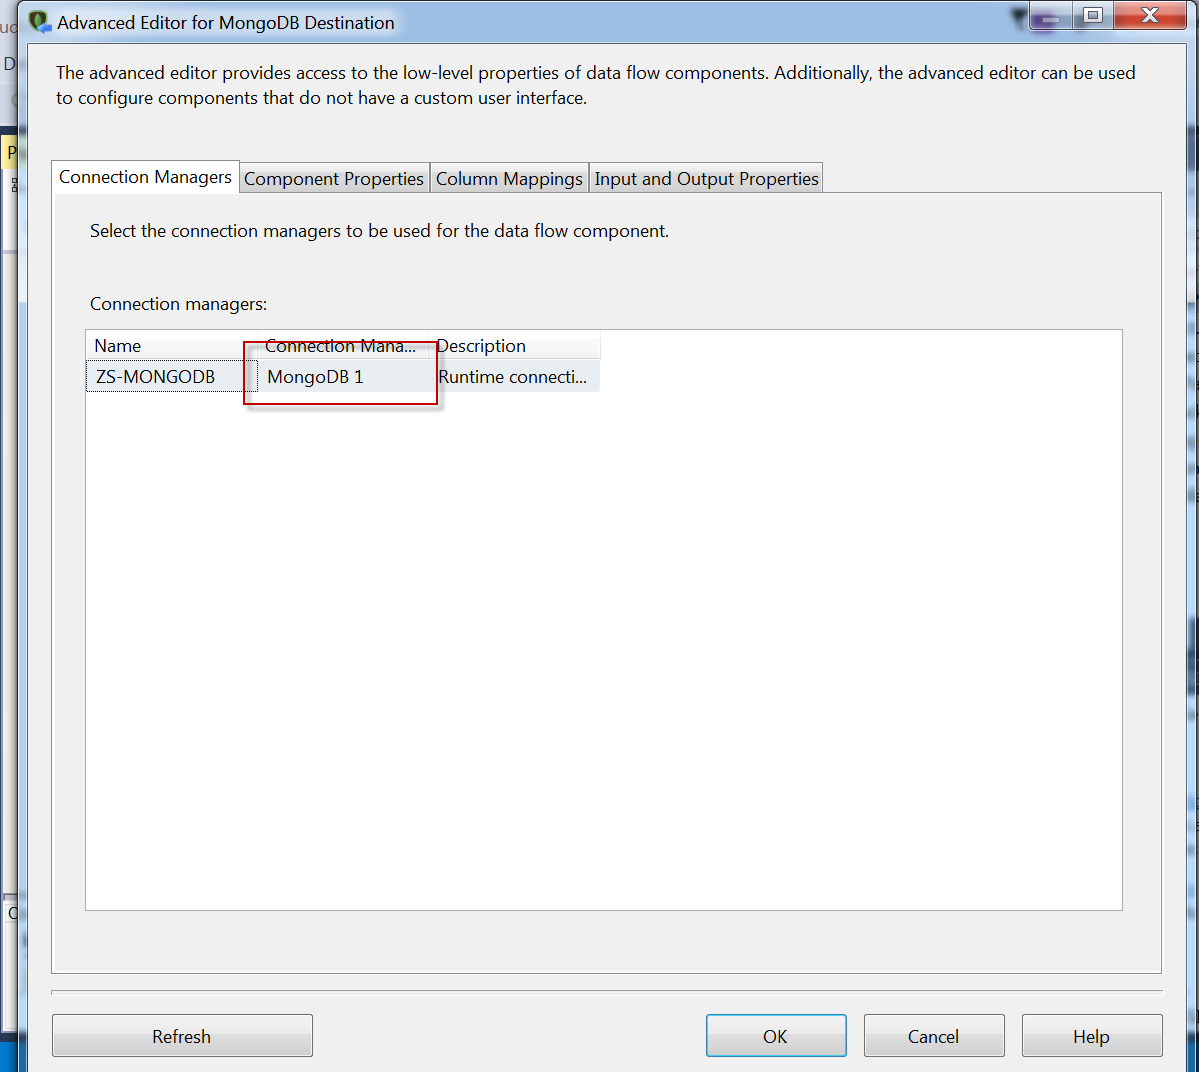 Advanced Editor for MongoDB Destination
The advanced editor provides access to the low-level properties of data flow components. Additionally, the advanced editor can be used
to configure components that do not have a custom user interface.
Connection Managers Component Properties Column Mappings Input and Output Properties
Select the connection managers to be used for the data flow component.
Connection managers:
Name Connection Mana... Description
ZS-MONGODB MongoDB 1 Runtime connecti...
Refresh OK Cancel Help